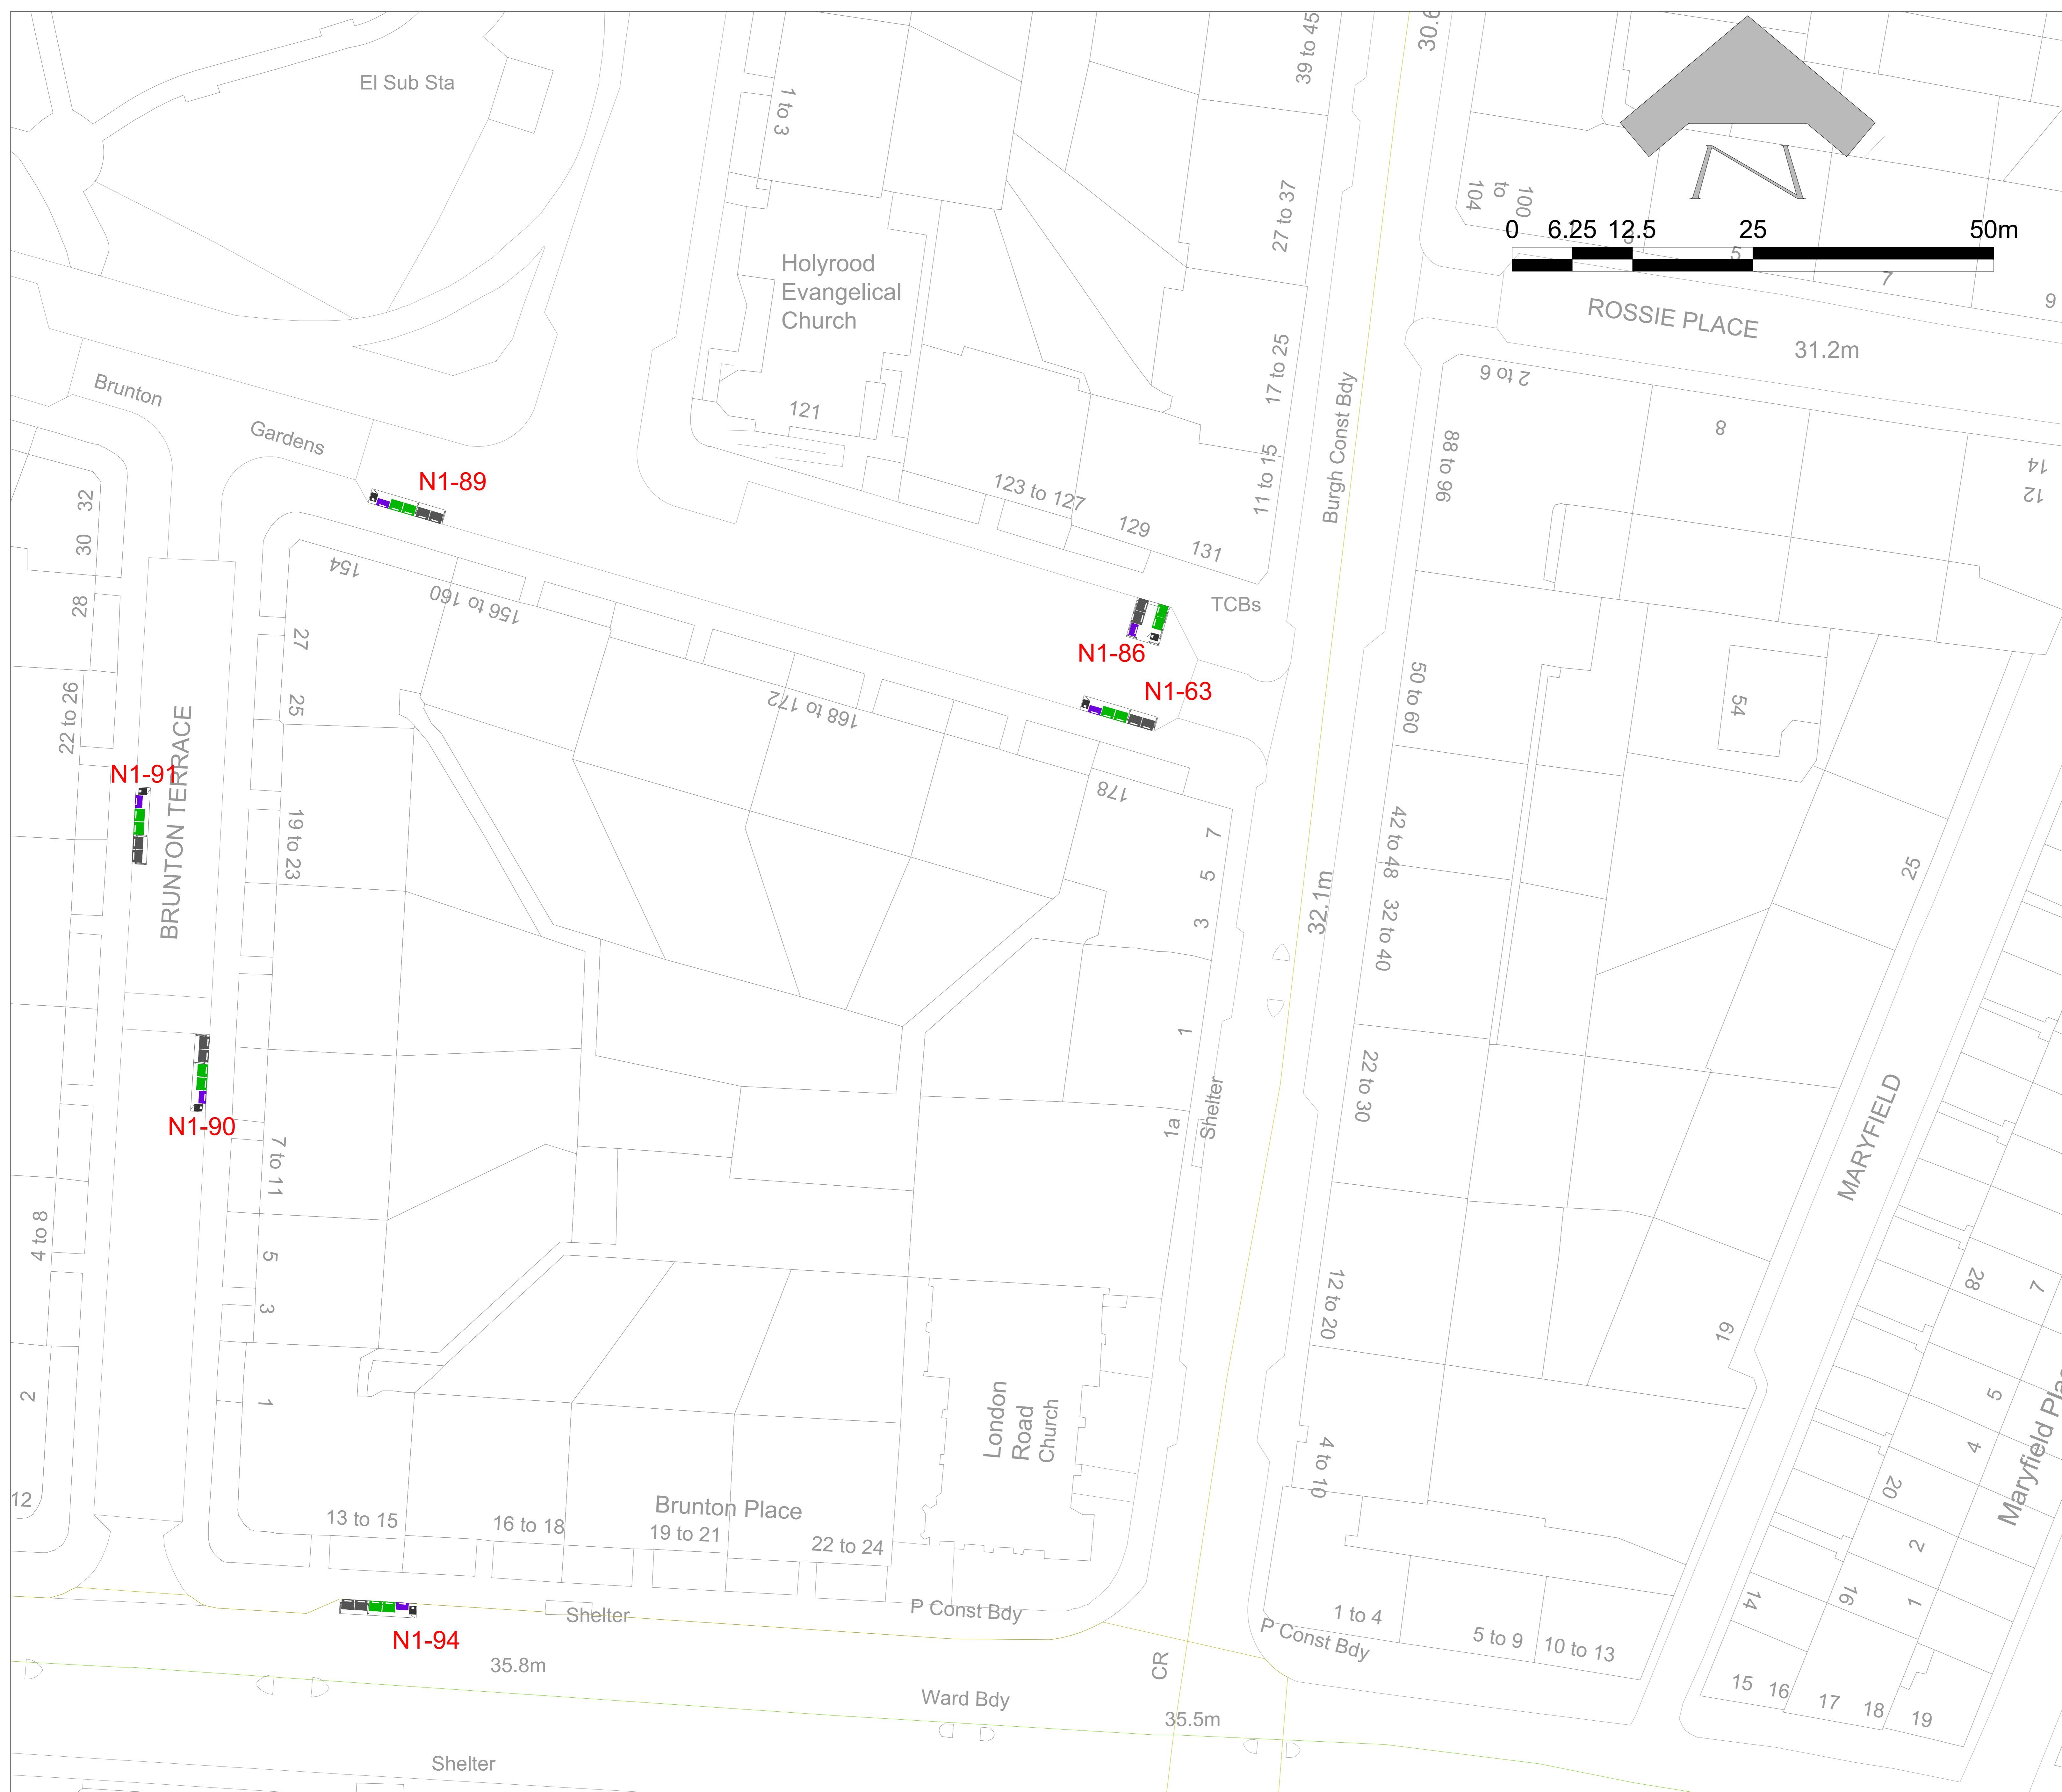 El Sub Sta
1 to 3
39 to 45
104
to
100
N
0 6.25 12.5 25 50m
5
7
9
27 to 37
Holyrood
Evangelical
Church
ROSSIE PLACE
31.2m
17 to 25
Burgh Const Bdy
2 to 6
Brunton
Gardens
121
8
88 to 96
11 to 15
14
12
N1-89
123 to 127
129
131
32
30
28
154
156 to 160
TCBs
N1-86
N1-63
27
25
22 to 26
168 to 172
50 to 60
54
BRUNTON TERRACE
N1-91
178
7
5
3
19 to 23
42 to 48
32 to 40
32.1m
25
1
N1-90
Shelter
1a
22 to 30
MARYFIELD
7 to 11
4 to 8
5
3
12 to 20
19
28
7
2
1
London
Road
Church
4 to 10
5
4
Maryfield
20
12
13 to 15
16 to 18
Brunton Place
19 to 21
22 to 24
2
14
16
1
N1-94
Shelter
P Const Bdy
1 to 4
5 to 9
10 to 13
P Const Bdy
35.8m
CR
Ward Bdy
35.5m
15
16
17
18
19
Shelter